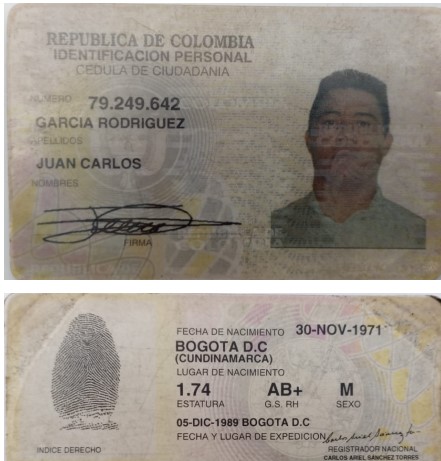 REPUBLICA DE COLOMBIA
IDENTIFICACION PERSONAL
CEDULA DE CIUDADANIA
NUMERO 79.249.642
GARCIA RODRIGUEZ
APELLIDOS
JUAN CARLOS
NOMBRES
FIRMA
FECHA DE NACIMIENTO 30-NOV-1971
BOGOTA D.C
(CUNDINAMARCA)
LUGAR DE NACIMIENTO
1.74 AB+ M
ESTATURA G.S. RH SEXO
05-DIC-1989 BOGOTA D.C
FECHA Y LUGAR DE EXPEDICION
INDICE DERECHO
REGISTRADOR NACIONAL
CARLOS ARIEL SANCHEZ TORRES